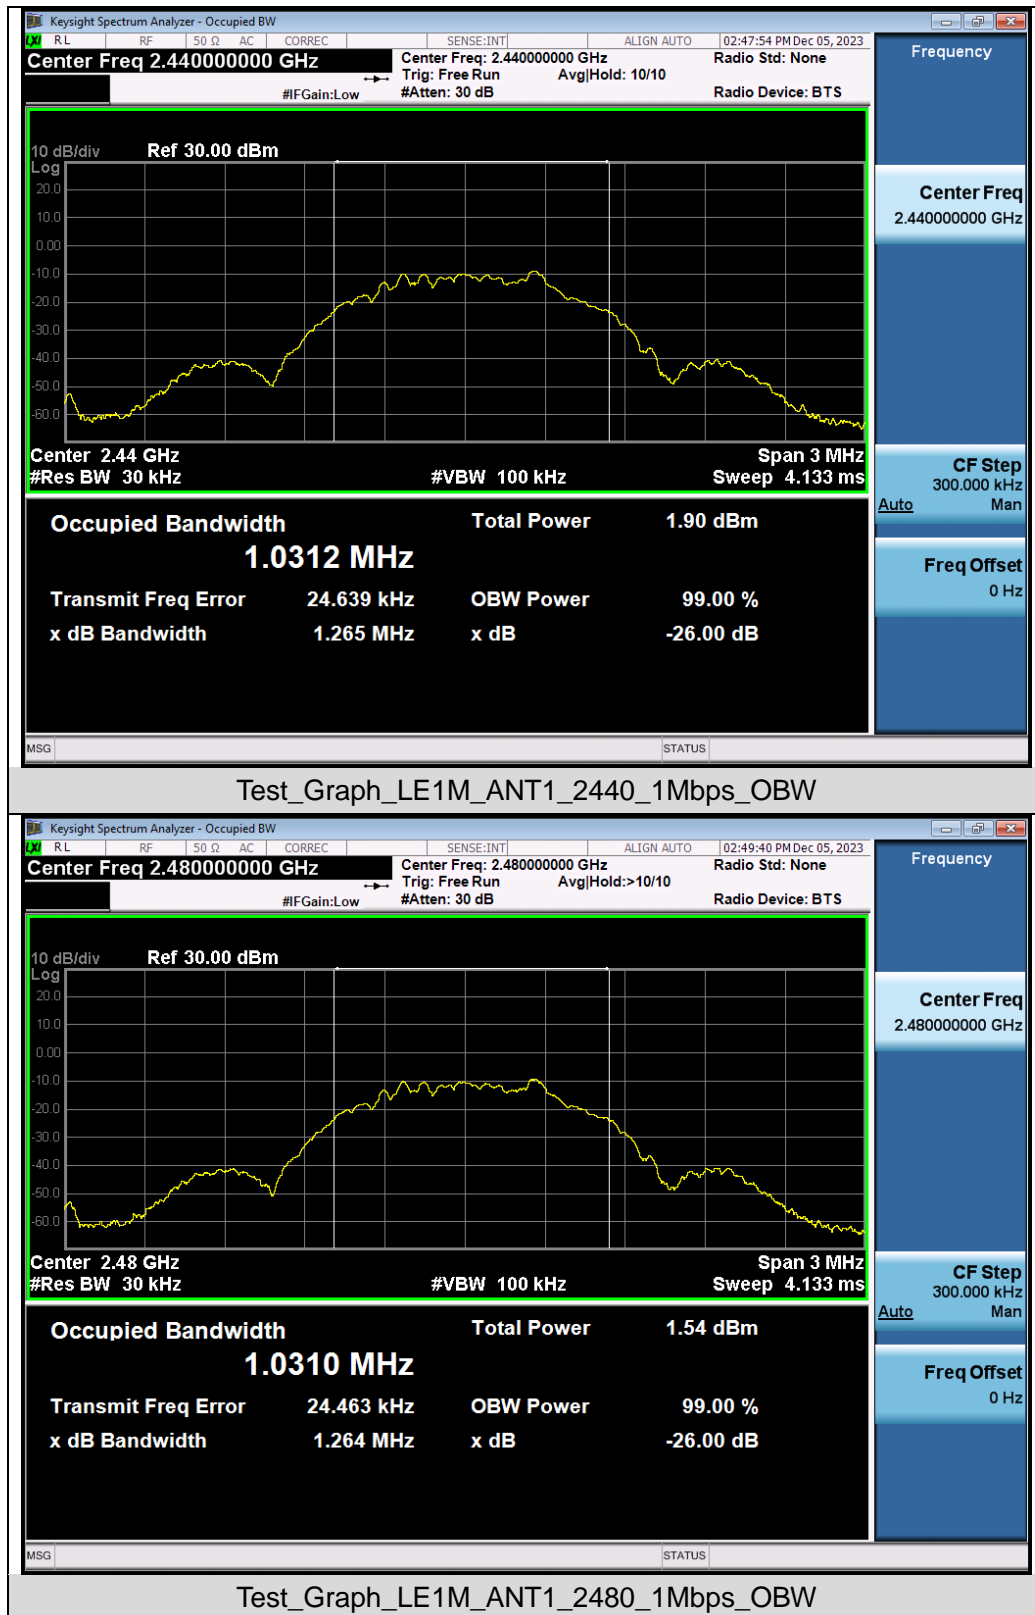 Keysight Spectrum Analyzer - Occupied BW
LXI RL RF 50 Ω AC CORREC SENSE:INT ALIGN AUTO 02:47:54 PM Dec 05, 2023
Center Freq 2.440000000 GHz
Center Freq: 2.440000000 GHz
Radio Std: None
Trig: Free Run Avg|Hold: 10/10
#IFGain:Low
#Atten: 30 dB
Radio Device: BTS
Frequency
10 dB/div Ref 30.00 dBm
Log
20.0
10.0
0.00
-10.0
-20.0
-30.0
-40.0
-50.0
-60.0
Center 2.44 GHz
Span 3 MHz
#Res BW 30 kHz
#VBW 100 kHz
Sweep 4.133 ms
Center Freq
2.440000000 GHz
CF Step
300.000 kHz
Auto Man
Freq Offset
0 Hz
Occupied Bandwidth
Total Power 1.90 dBm
1.0312 MHz
Transmit Freq Error 24.639 kHz OBW Power 99.00 %
x dB Bandwidth 1.265 MHz x dB -26.00 dB
MSG STATUS
Test_Graph_LE1M_ANT1_2440_1Mbps_OBW
Keysight Spectrum Analyzer - Occupied BW
LXI RL RF 50 Ω AC CORREC SENSE:INT ALIGN AUTO 02:49:40 PM Dec 05, 2023
Center Freq 2.480000000 GHz
Center Freq: 2.480000000 GHz
Radio Std: None
Trig: Free Run Avg|Hold:>10/10
#IFGain:Low
#Atten: 30 dB
Radio Device: BTS
Frequency
10 dB/div Ref 30.00 dBm
Log
20.0
10.0
0.00
-10.0
-20.0
-30.0
-40.0
-50.0
-60.0
Center 2.48 GHz
Span 3 MHz
#Res BW 30 kHz
#VBW 100 kHz
Sweep 4.133 ms
Center Freq
2.480000000 GHz
CF Step
300.000 kHz
Auto Man
Freq Offset
0 Hz
Occupied Bandwidth
Total Power 1.54 dBm
1.0310 MHz
Transmit Freq Error 24.463 kHz OBW Power 99.00 %
x dB Bandwidth 1.264 MHz x dB -26.00 dB
MSG STATUS
Test_Graph_LE1M_ANT1_2480_1Mbps_OBW